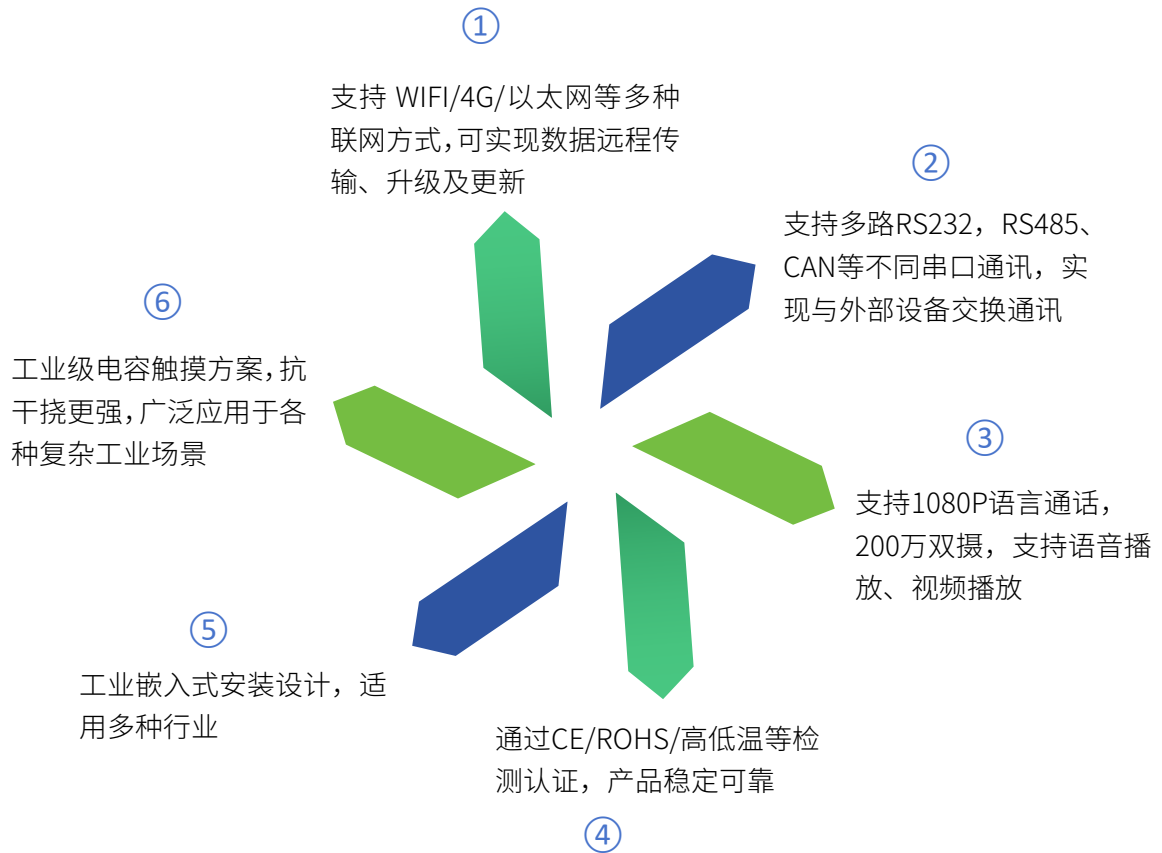 ①
支持 WIFI/4G/以太网等多种
联网方式，可实现数据远程传
输、升级及更新
②
支持多路RS232，RS485、
CAN等不同串口通讯，实
现与外部设备交换通讯
③
支持1080P语言通话，
200万双摄，支持语音播
放、视频播放
通过CE/ROHS/高低温等检
测认证，产品稳定可靠
④
⑤
工业嵌入式安装设计，适
用多种行业
⑥
工业级电容触摸方案，抗
干挠更强，广泛应用于各
种复杂工业场景